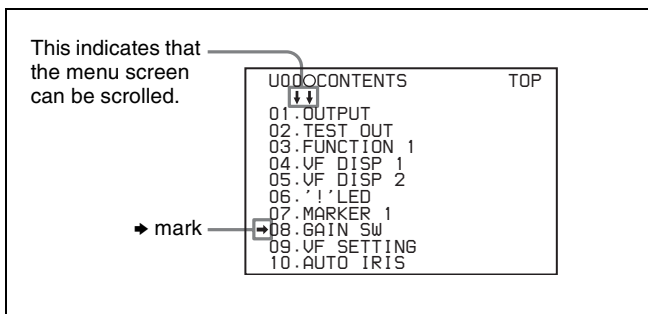 This indicates that
the menu screen
can be scrolled.
U00○CONTENTS TOP
↓↓
01.OUTPUT
02.TEST OUT
03.FUNCTION 1
04.VF DISP 1
05.VF DISP 2
06.'!'LED
07.MARKER 1
➔ mark
➔08.GAIN SW
09.VF SETTING
10.AUTO IRIS